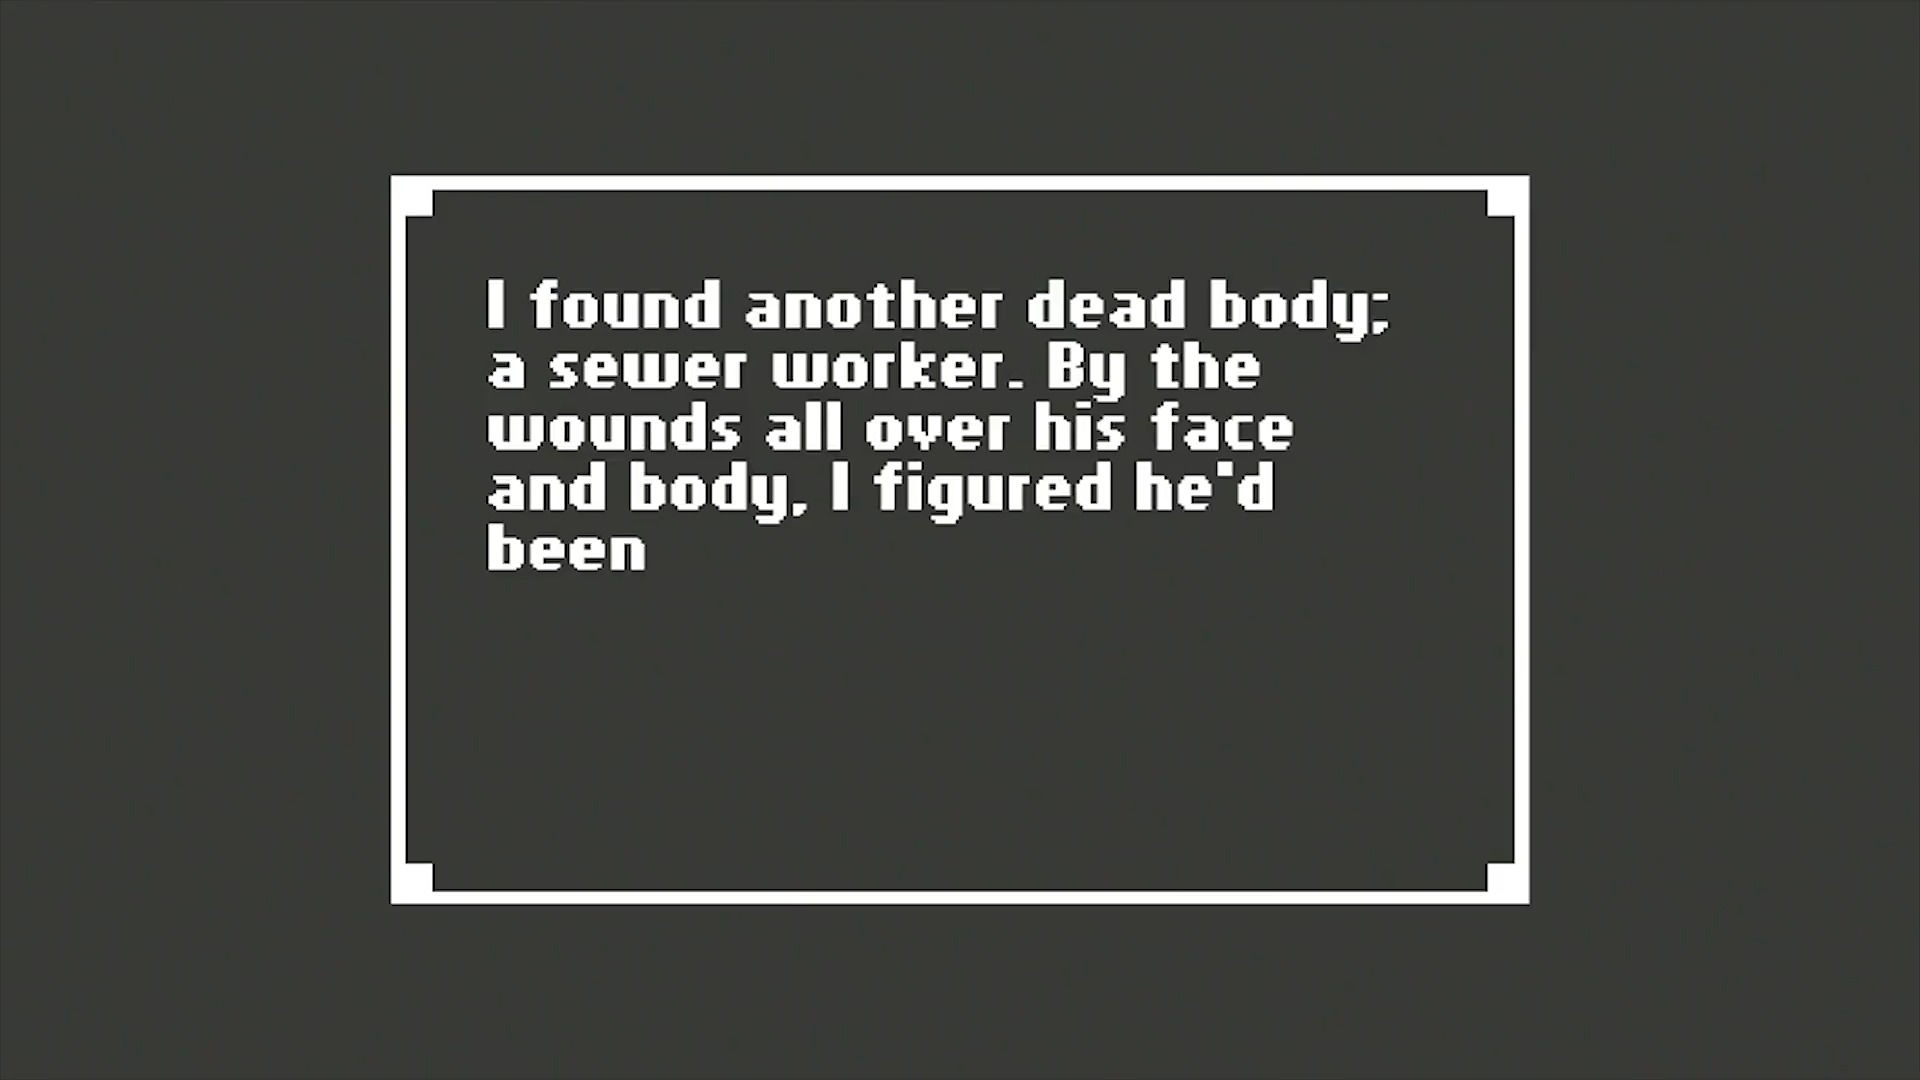 I found another dead body;
a sewer worker. By the
wounds all over his face
and body, I figured he'd
been